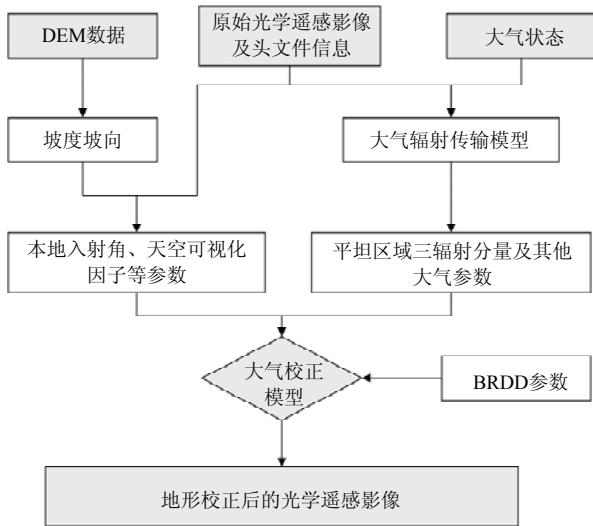 DEM数据
原始光学遥感影像
及头文件信息
大气状态
坡度坡向
大气辐射传输模型
本地入射角、天空可视化
因子等参数
平坦区域三辐射分量及其他
大气参数
大气校正
模型
BRDD参数
地形校正后的光学遥感影像